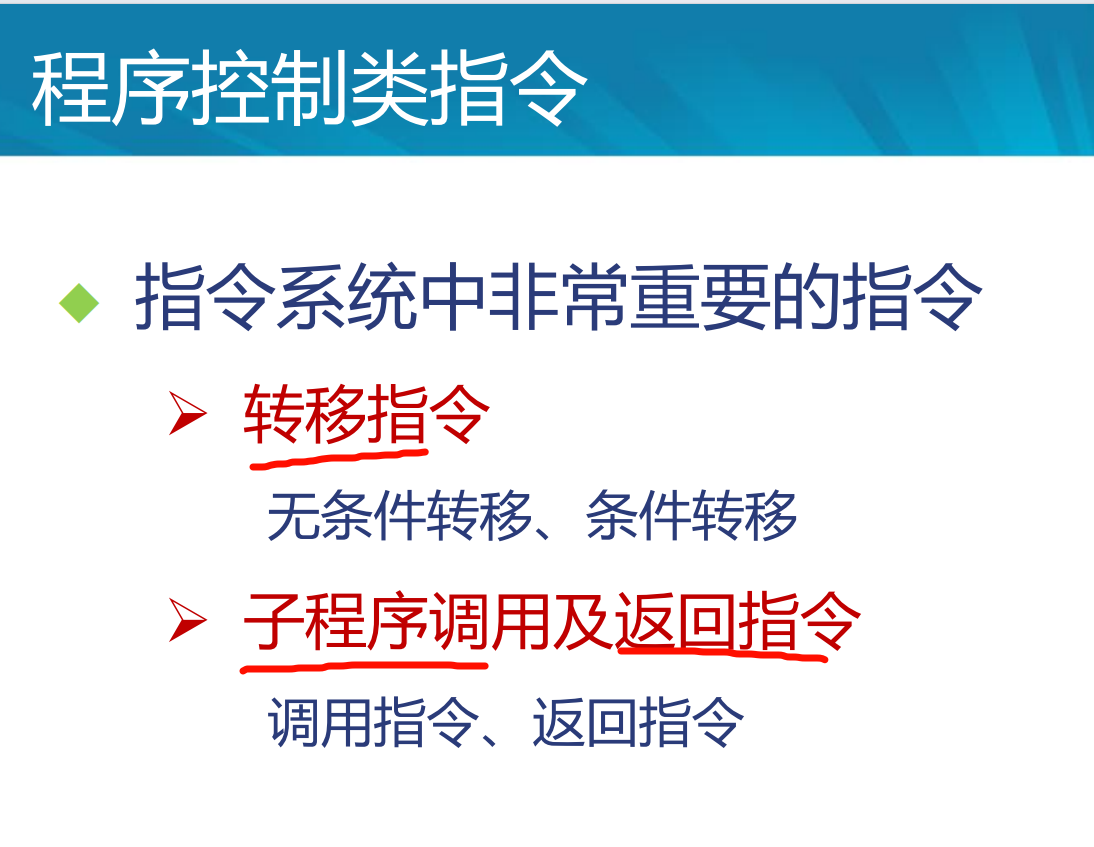 程序控制类指令
指令系统中非常重要的指令
转移指令
无条件转移、条件转移
子程序调用及返回指令
调用指令、返回指令